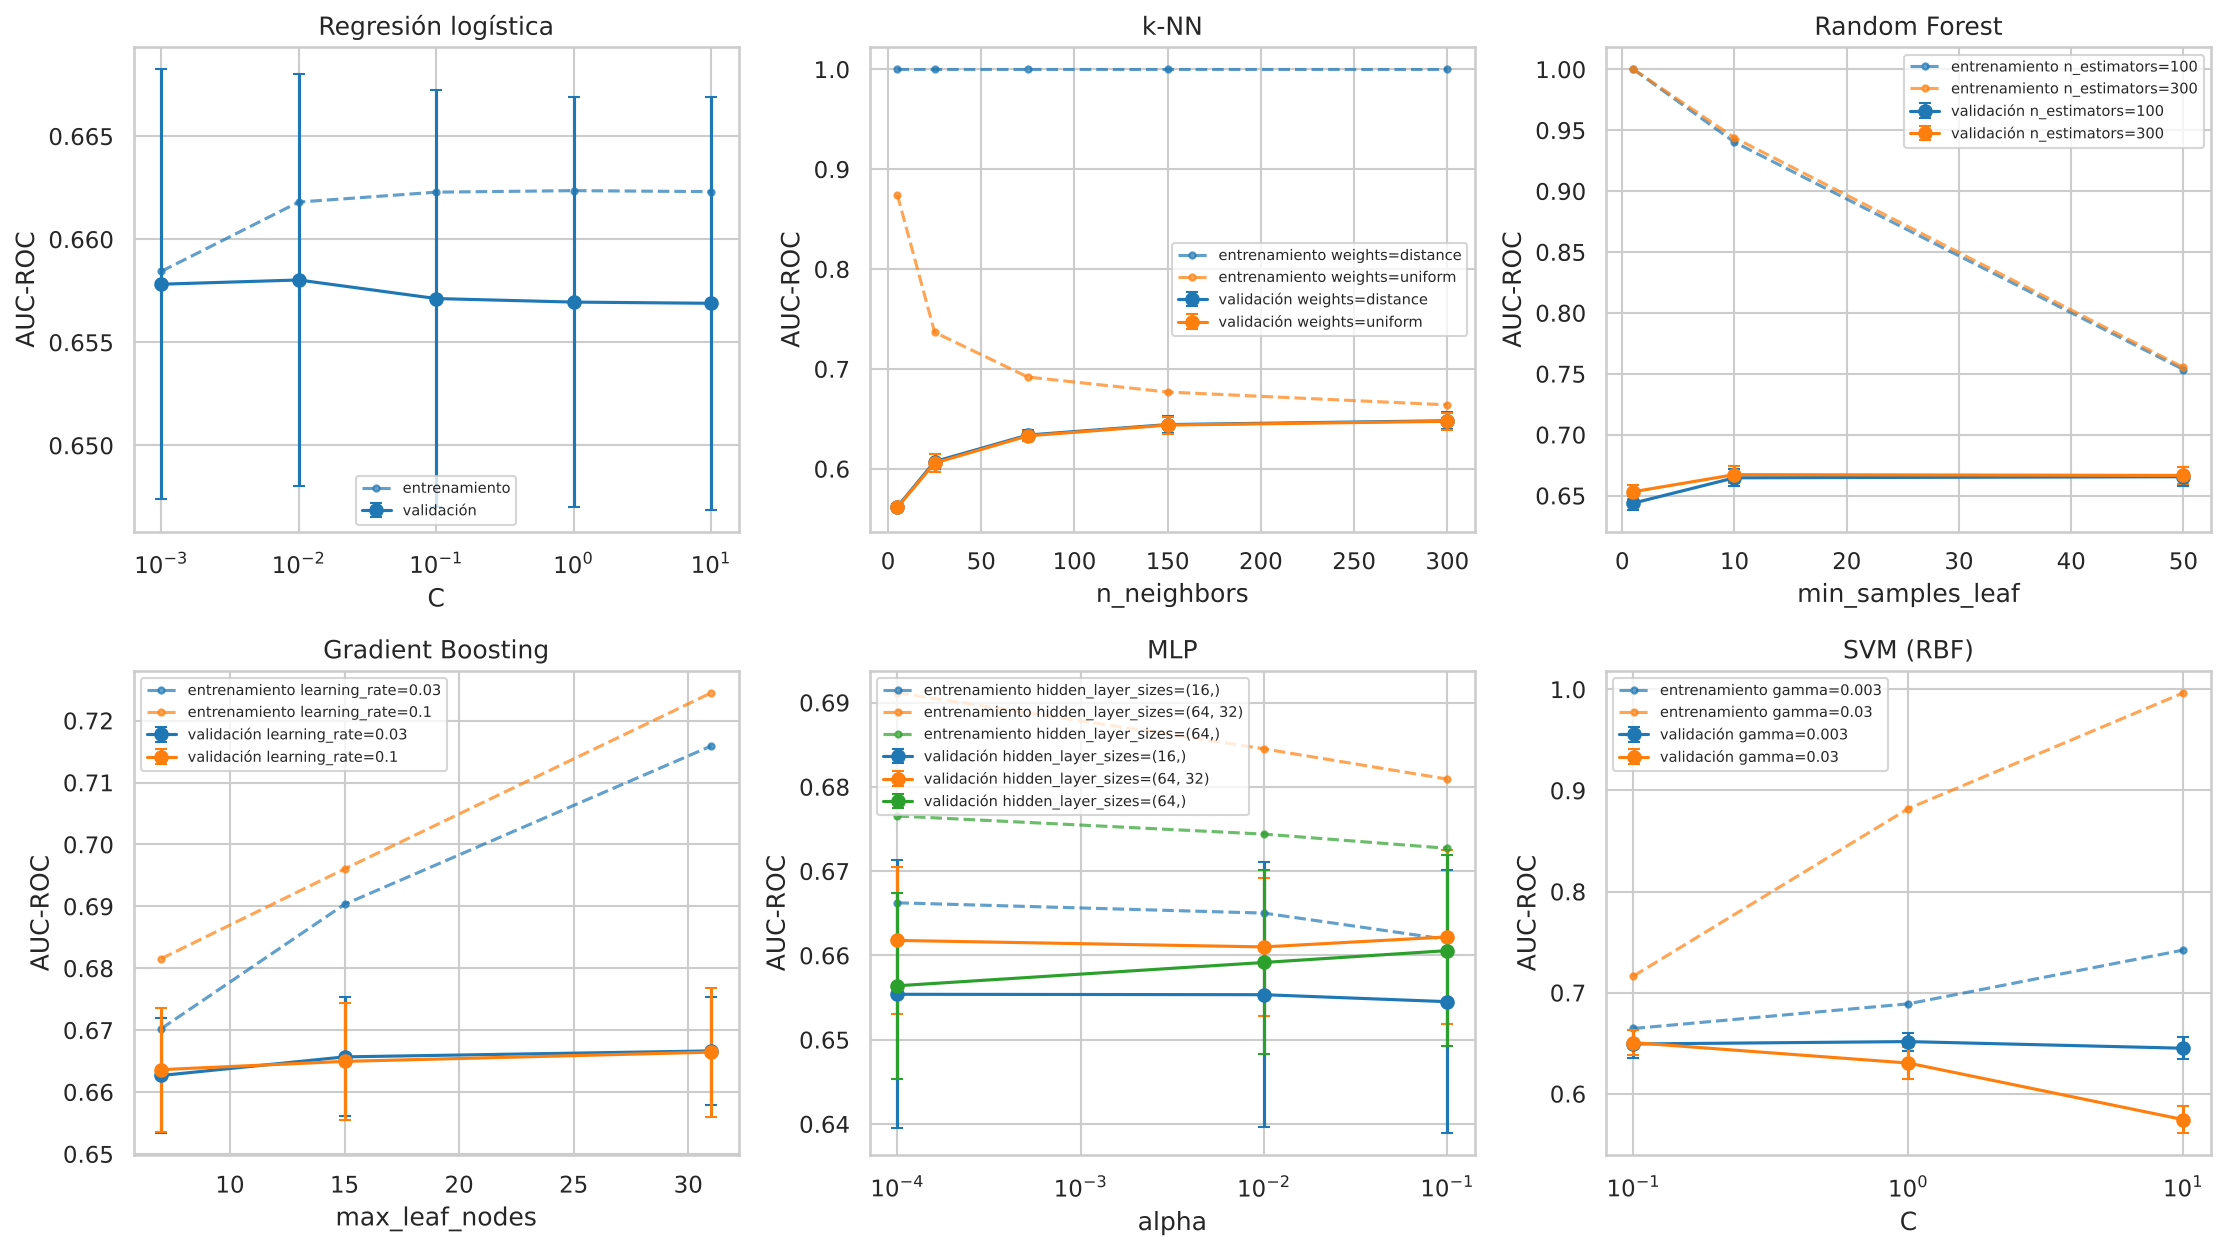 Regresión logística
AUC-ROC
0.665
0.660
0.655
0.650
entrenamiento
validación
10⁻³ 10⁻² 10⁻¹ 10⁰ 10¹
C
k-NN
AUC-ROC
1.0
0.9
0.8
0.7
0.6
entrenamiento weights=distance
entrenamiento weights=uniform
validación weights=distance
validación weights=uniform
0 50 100 150 200 250 300
n_neighbors
Random Forest
AUC-ROC
1.00
0.95
0.90
0.85
0.80
0.75
0.70
0.65
entrenamiento n_estimators=100
entrenamiento n_estimators=300
validación n_estimators=100
validación n_estimators=300
0 10 20 30 40 50
min_samples_leaf
Gradient Boosting
AUC-ROC
0.72
0.71
0.70
0.69
0.68
0.67
0.66
0.65
entrenamiento learning_rate=0.03
entrenamiento learning_rate=0.1
validación learning_rate=0.03
validación learning_rate=0.1
10 15 20 25 30
max_leaf_nodes
MLP
AUC-ROC
0.69
0.68
0.67
0.66
0.65
0.64
entrenamiento hidden_layer_sizes=(16,)
entrenamiento hidden_layer_sizes=(64, 32)
entrenamiento hidden_layer_sizes=(64,)
validación hidden_layer_sizes=(16,)
validación hidden_layer_sizes=(64, 32)
validación hidden_layer_sizes=(64,)
10⁻⁴ 10⁻³ 10⁻² 10⁻¹
alpha
SVM (RBF)
AUC-ROC
1.0
0.9
0.8
0.7
0.6
entrenamiento gamma=0.003
entrenamiento gamma=0.03
validación gamma=0.003
validación gamma=0.03
10⁻¹ 10⁰ 10¹
C